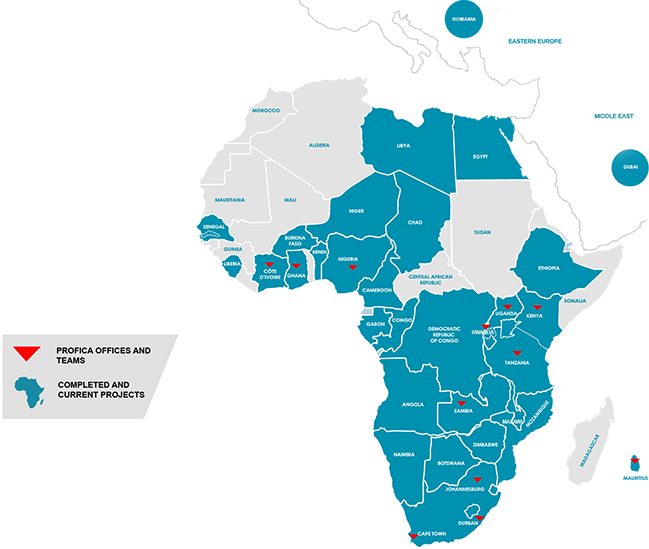 ROMANIA
EASTERN EUROPE
MOROCCO
MIDDLE EAST
ALGERIA
LIBYA
EGYPT
DUBAI
MAURITANIA
MALI
NIGER
CHAD
SUDAN
SENEGAL
BURKINA
FASO
GUINEA
BENIN
NIGERIA
LIBERIA
CÔTE
D'IVOIRE
GHANA
ETHIOPIA
CENTRAL AFRICAN
REPUBLIC
CAMEROON
SOMALIA
UGANDA
KENYA
GABON
CONGO
DEMOCRATIC
REPUBLIC
OF CONGO
RWANDA
TANZANIA
PROFICA OFFICES AND
TEAMS
COMPLETED AND
CURRENT PROJECTS
ANGOLA
ZAMBIA
MALAWI
MOZAMBIQUE
MADAGASCAR
ZIMBABWE
NAMIBIA
BOTSWANA
MAURITIUS
JOHANNESBURG
DURBAN
CAPE TOWN